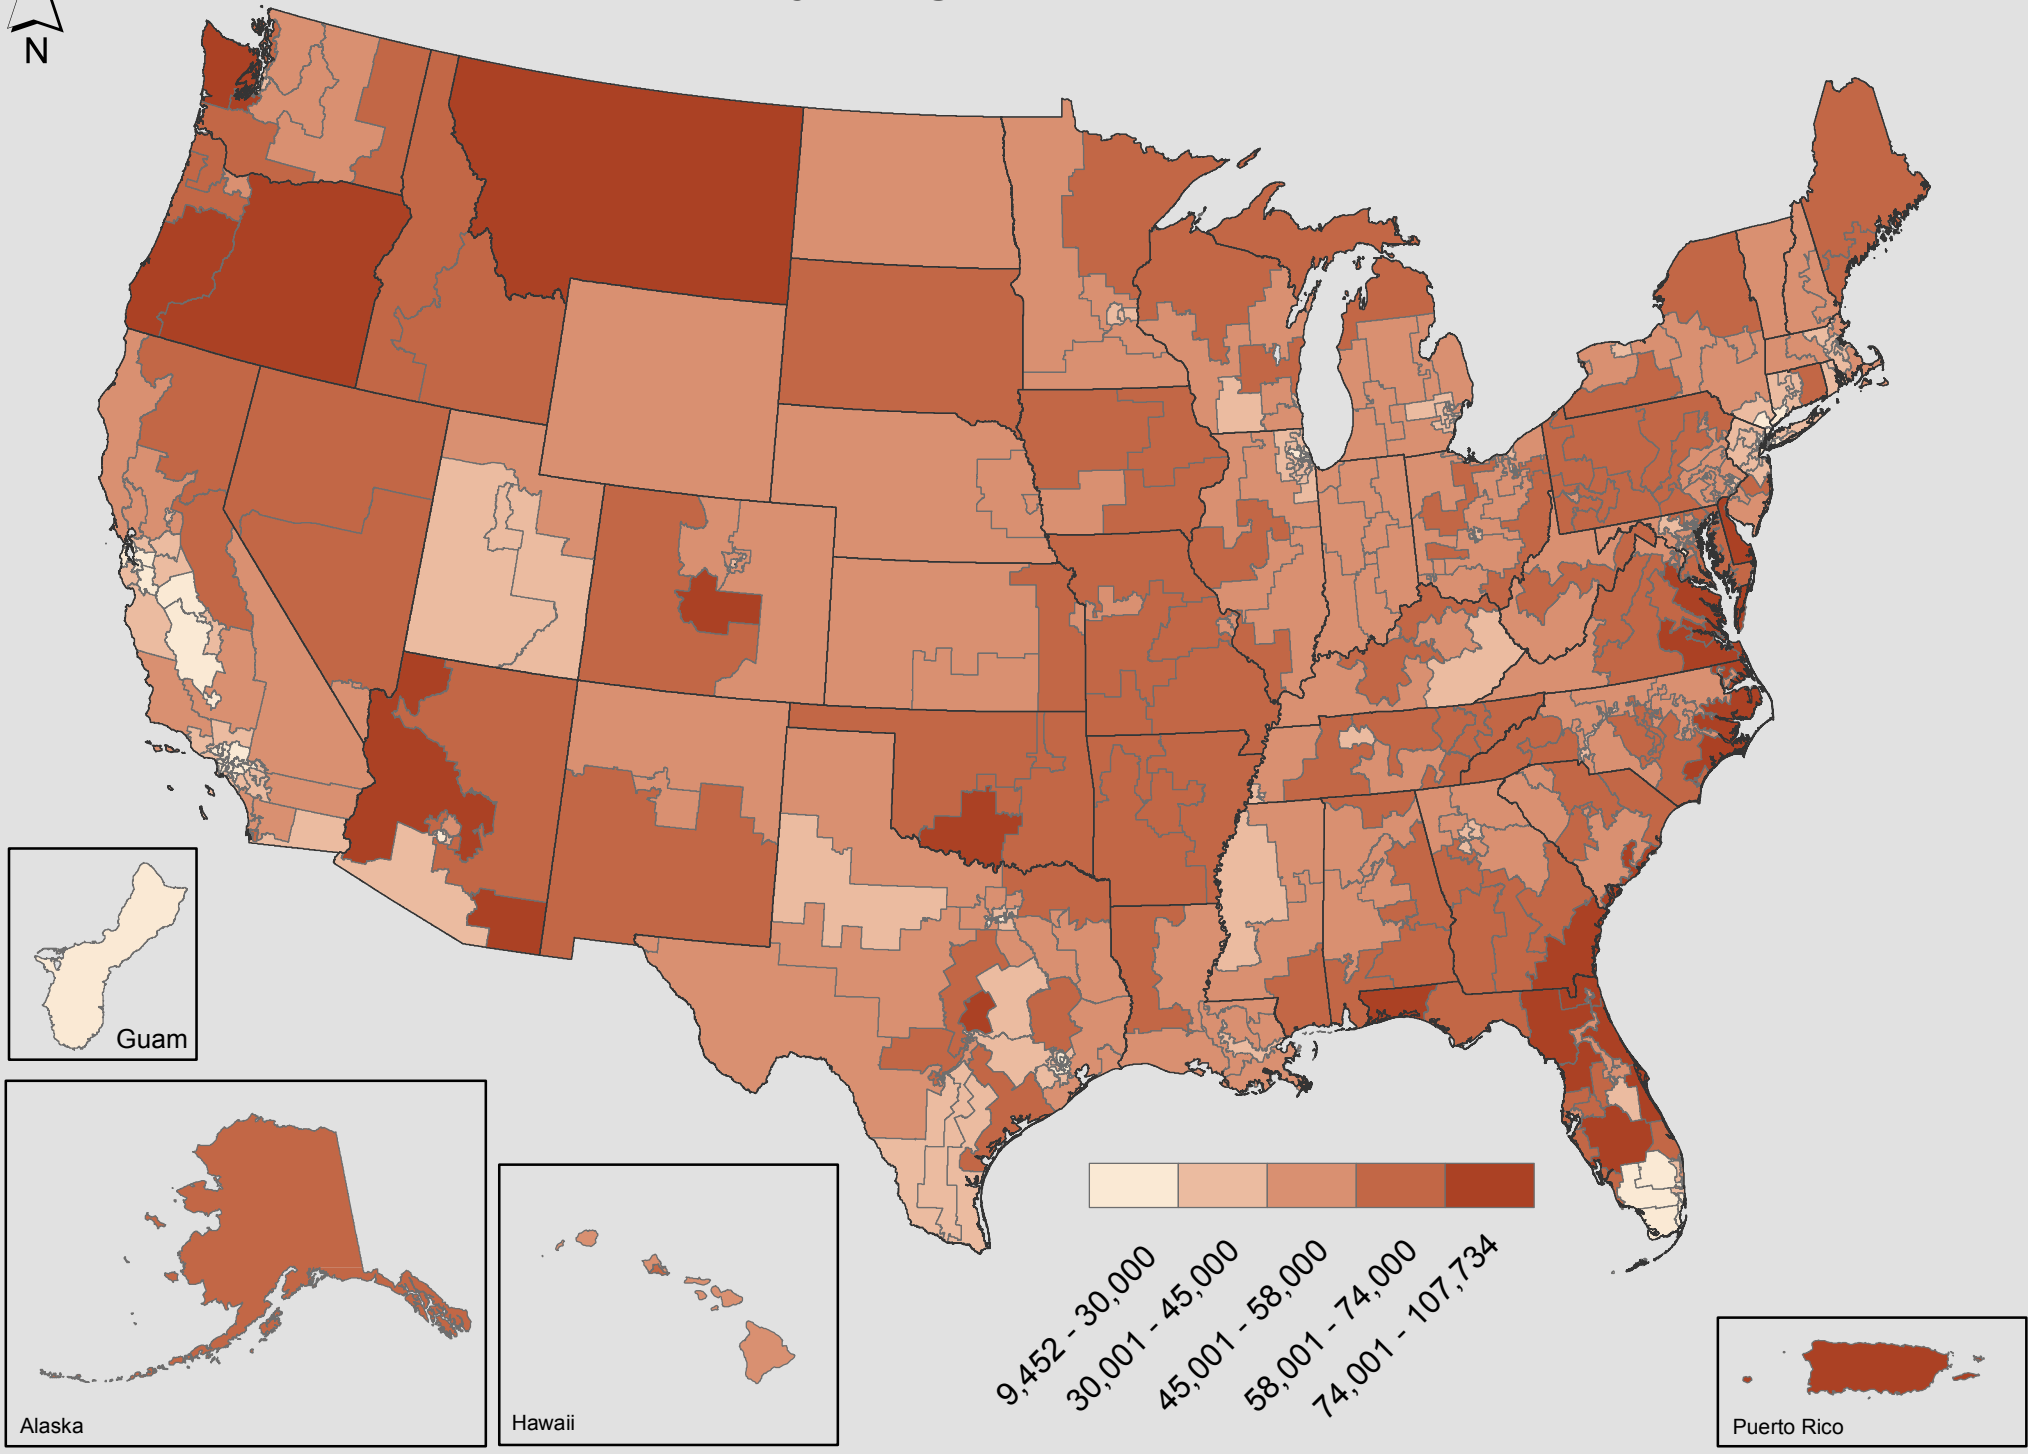 N
Guam
Alaska
Hawaii
9,452 - 30,000
30,001 - 45,000
45,001 - 58,000
58,001 - 74,000
74,001 - 107,734
Puerto Rico